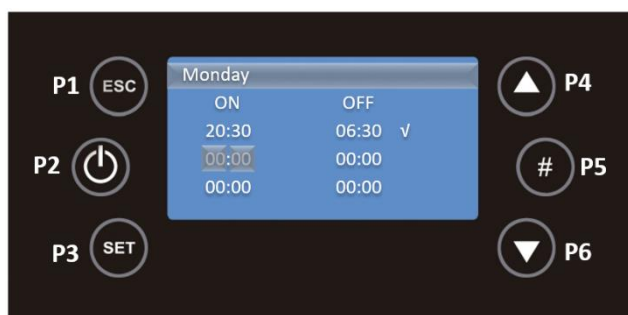 Monday
ON OFF
20:30 06:30 √
00:00 00:00
00:00 00:00
P1 ESC
P2
P3 SET
P4
# P5
P6